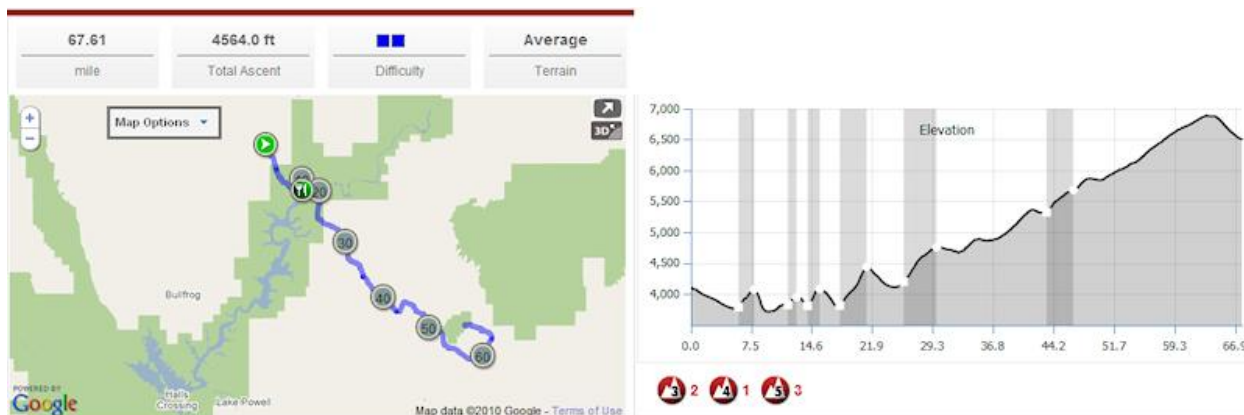 67.61
mile
4564.0 ft
Total Ascent
Difficulty
Average
Terrain
+
−
Map Options
3D
20
30
40
50
60
Bullfrog
Halls
Crossing
Lake Powell
POWERED BY
Google
Map data ©2010 Google - Terms of Use
Elevation
7,000
6,500
6,000
5,500
5,000
4,500
4,000
0.0 7.5 14.6 21.9 29.3 36.8 44.2 51.7 59.3 66.9
3 2 4 1 5 3